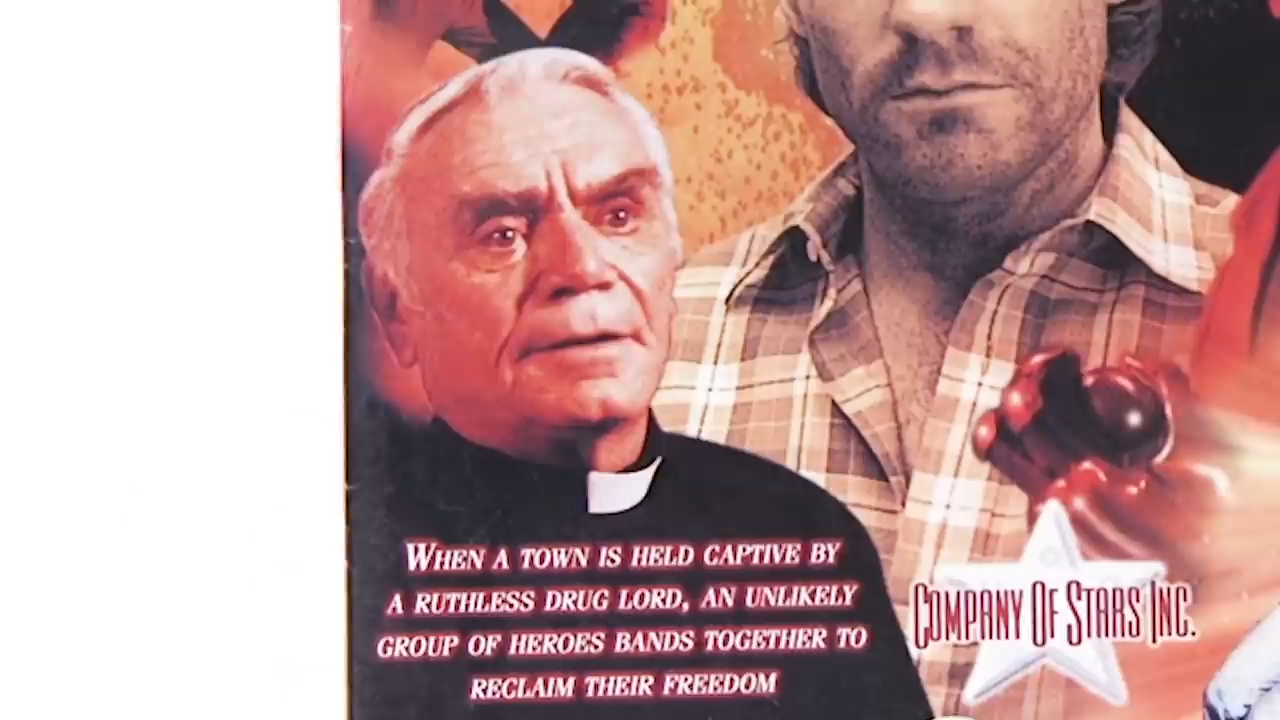 WHEN A TOWN IS HELD CAPTIVE BY
A RUTHLESS DRUG LORD, AN UNLIKELY
GROUP OF HEROES BANDS TOGETHER TO
RECLAIM THEIR FREEDOM
COMPANY OF STARS INC.